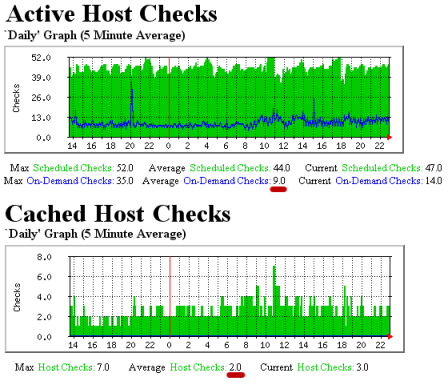 Active Host Checks
`Daily' Graph (5 Minute Average)
52.0
39.0
26.0
13.0
0.0
Checks
14 16 18 20 22 0 2 4 6 8 10 12 14 16 18 20 22
Max Scheduled Checks: 52.0 Average Scheduled Checks: 44.0 Current Scheduled Checks: 47.0
Max On-Demand Checks: 35.0 Average On-Demand Checks: 9.0 Current On-Demand Checks: 14.0
Cached Host Checks
`Daily' Graph (5 Minute Average)
8.0
6.0
4.0
2.0
0.0
Checks
14 16 18 20 22 0 2 4 6 8 10 12 14 16 18 20 22
Max Host Checks: 7.0 Average Host Checks: 2.0 Current Host Checks: 3.0